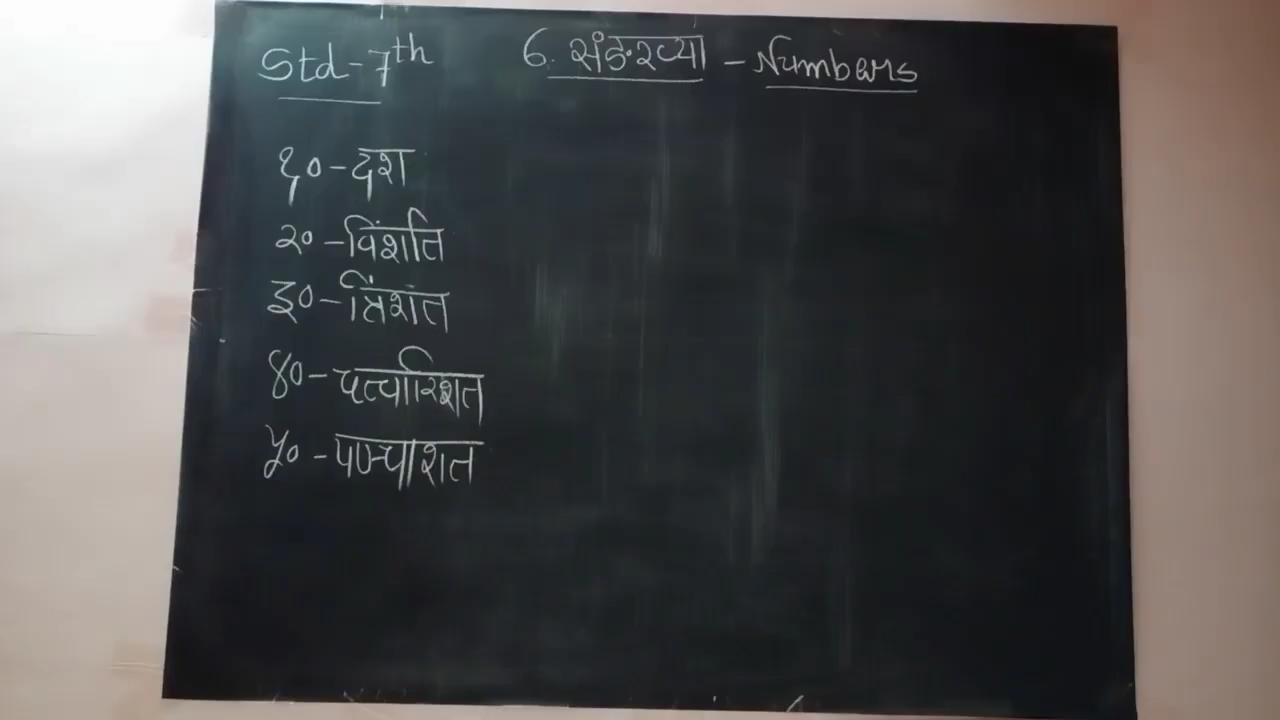 Std-7th
6. संङ.ख्या - Numbers
१० - दश
२० - विंशति
३० - त्रिंशत
४० - चत्वारिंशत
५० - पञ्चाशत